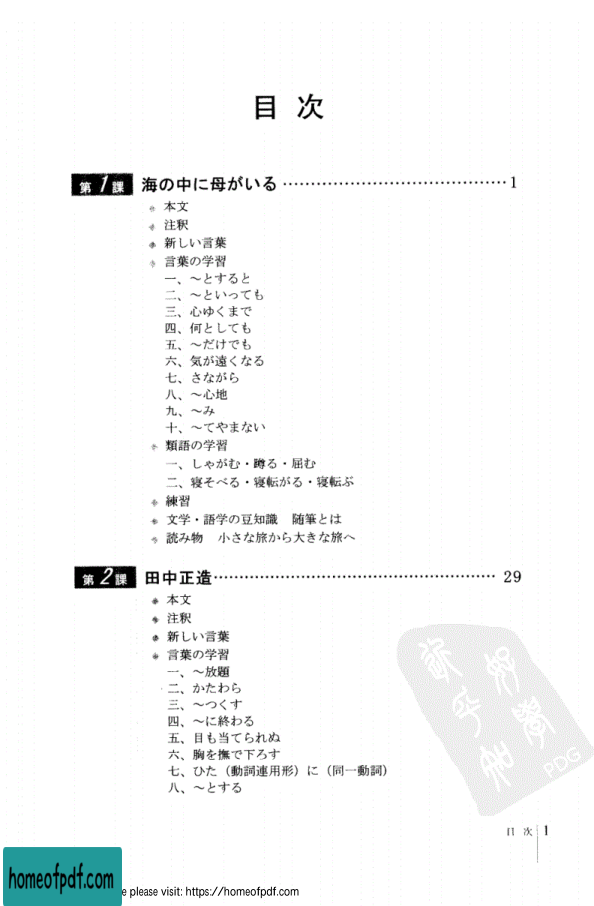 目次
第1課 海の中に母がいる……………………………………1
本文
注釈
新しい言葉
言葉の学習
一、～とすると
二、～といっても
三、心ゆくまで
四、何としても
五、～だけでも
六、気が遠くなる
七、さながら
八、～心地
九、～み
十、～てやまない
類語の学習
一、しゃがむ・蹲る・屈む
二、寝そべる・寝転がる・寝転ぶ
練習
文学・語学の豆知識 随筆とは
読み物 小さな旅から大きな旅へ
第2課 田中正造………………………………………………29
本文
注釈
新しい言葉
言葉の学習
一、～放題
二、かたわら
三、～つくす
四、～に終わる
五、目も当てられぬ
六、胸を撫で下ろす
七、ひた（動詞連用形）に（同一動詞）
八、～とする
PDG
目次 1
homeofpdf.com
please visit: https://homeofpdf.com